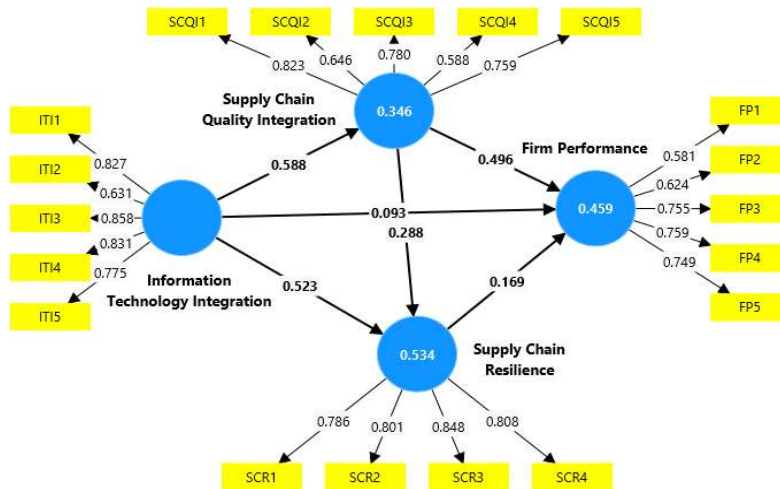 SCQI1
SCQI2
SCQI3
SCQI4
SCQI5
0.823
0.646
0.780
0.588
0.759
Supply Chain
Quality Integration
0.346
ITI1
ITI2
ITI3
ITI4
ITI5
0.827
0.631
0.858
0.831
0.775
Information
Technology Integration
0.588
0.496
0.093
0.288
0.523
0.169
Firm Performance
0.459
FP1
FP2
FP3
FP4
FP5
0.581
0.624
0.755
0.759
0.749
0.534
Supply Chain
Resilience
0.786
0.801
0.848
0.808
SCR1
SCR2
SCR3
SCR4